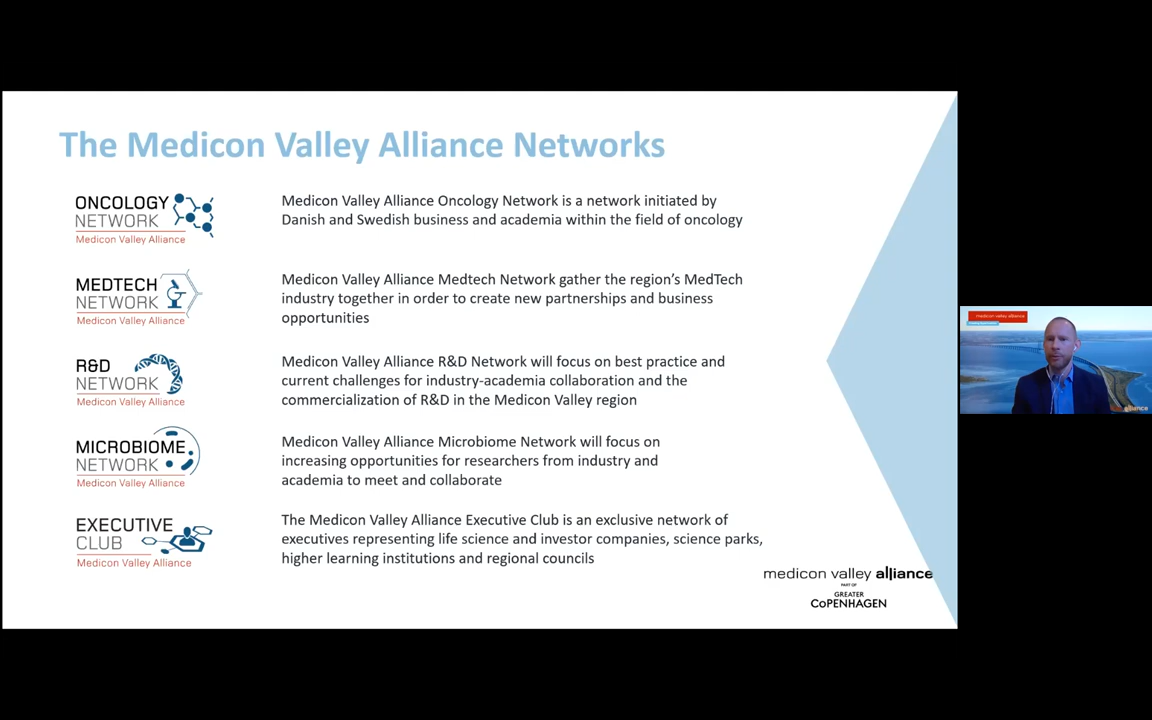 The Medicon Valley Alliance Networks
ONCOLOGY
NETWORK
Medicon Valley Alliance
Medicon Valley Alliance Oncology Network is a network initiated by
Danish and Swedish business and academia within the field of oncology
MEDTECH
NETWORK
Medicon Valley Alliance
Medicon Valley Alliance Medtech Network gather the region's MedTech
industry together in order to create new partnerships and business
opportunities
R&D
NETWORK
Medicon Valley Alliance
Medicon Valley Alliance R&D Network will focus on best practice and
current challenges for industry-academia collaboration and the
commercialization of R&D in the Medicon Valley region
MICROBIOME
NETWORK
Medicon Valley Alliance
Medicon Valley Alliance Microbiome Network will focus on
increasing opportunities for researchers from industry and
academia to meet and collaborate
EXECUTIVE
CLUB
Medicon Valley Alliance
The Medicon Valley Alliance Executive Club is an exclusive network of
executives representing life science and investor companies, science parks,
higher learning institutions and regional councils
medicon valley alliance
PART OF
GREATER
COPENHAGEN
medicon valley alliance
alliance